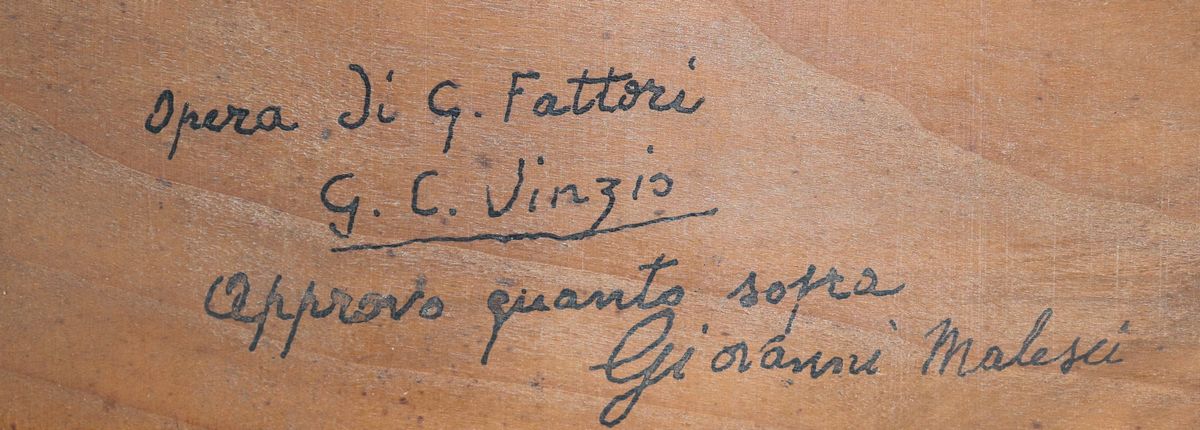 Opera di G. Fattori
G. C. Vinzio
Approvo quanto sopra
Giovanni Malesci